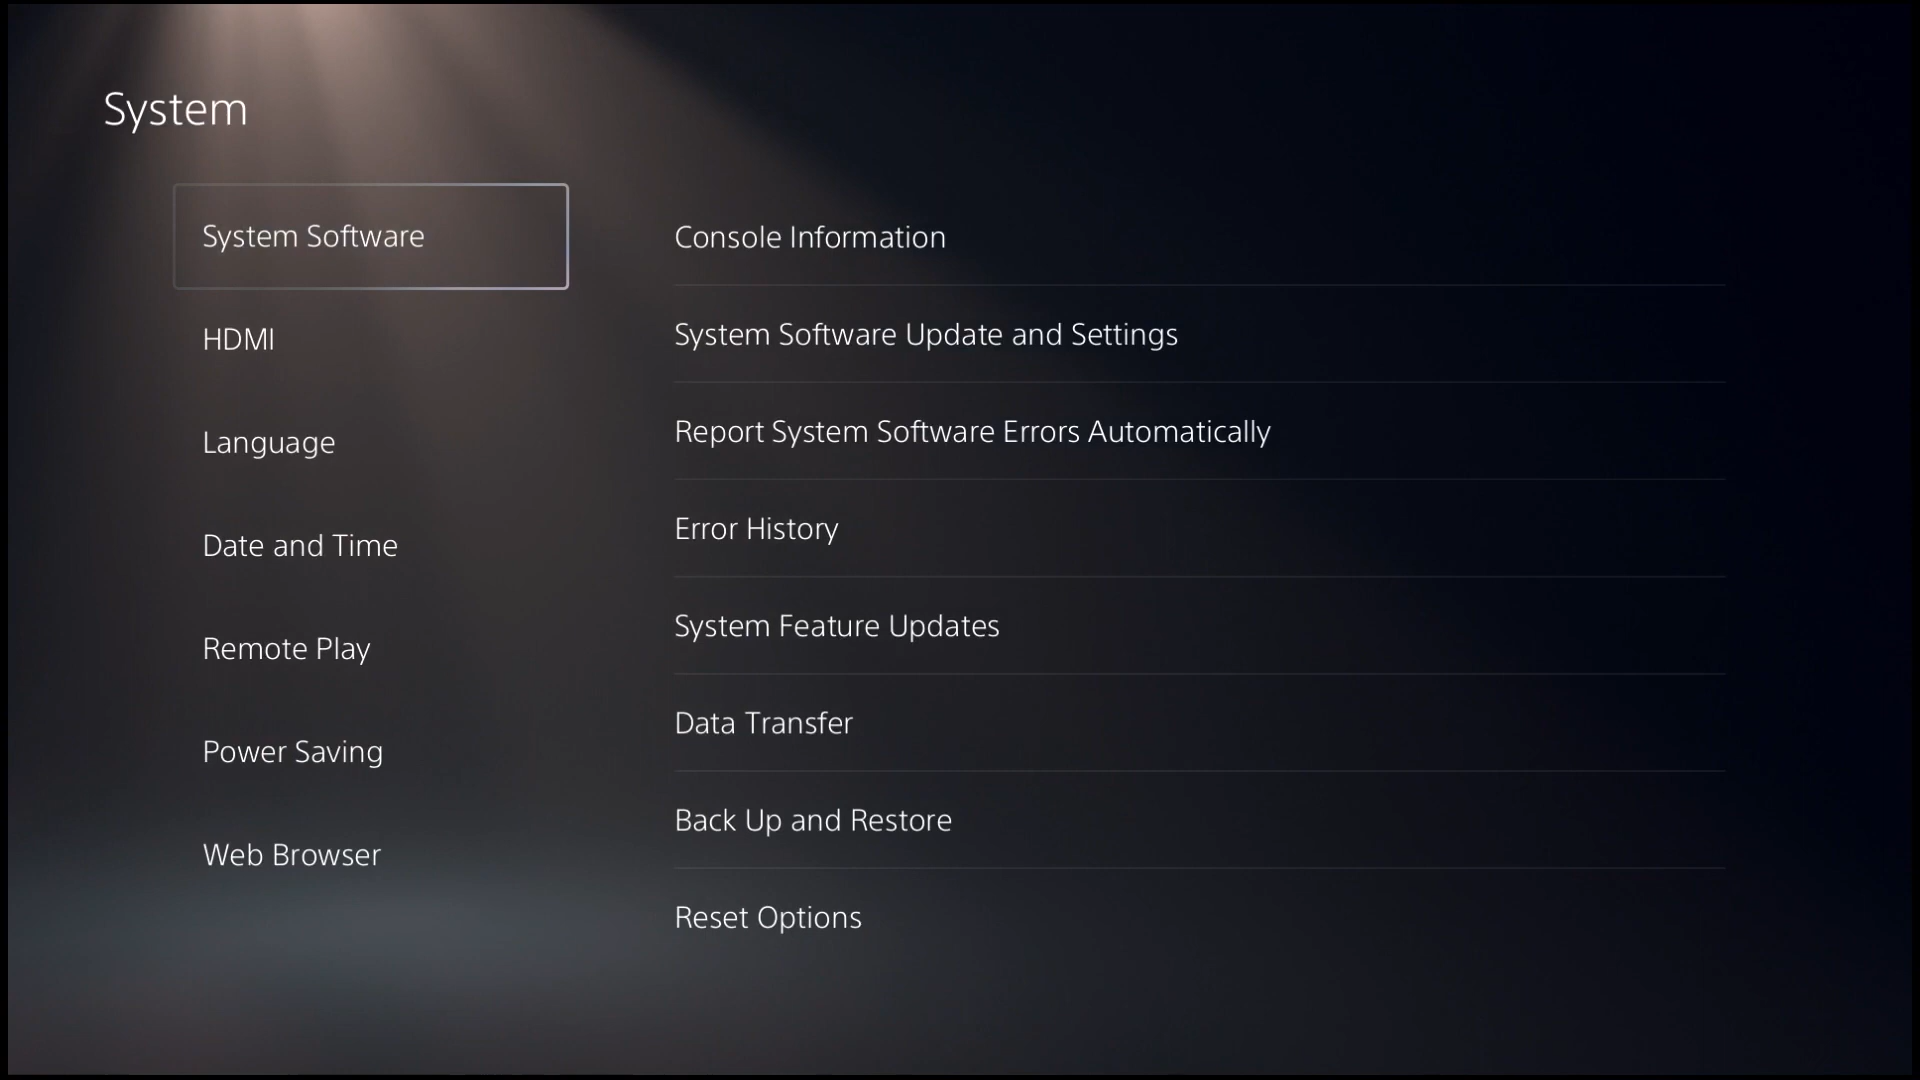 System
System Software
HDMI
Language
Date and Time
Remote Play
Power Saving
Web Browser
Console Information
System Software Update and Settings
Report System Software Errors Automatically
Error History
System Feature Updates
Data Transfer
Back Up and Restore
Reset Options